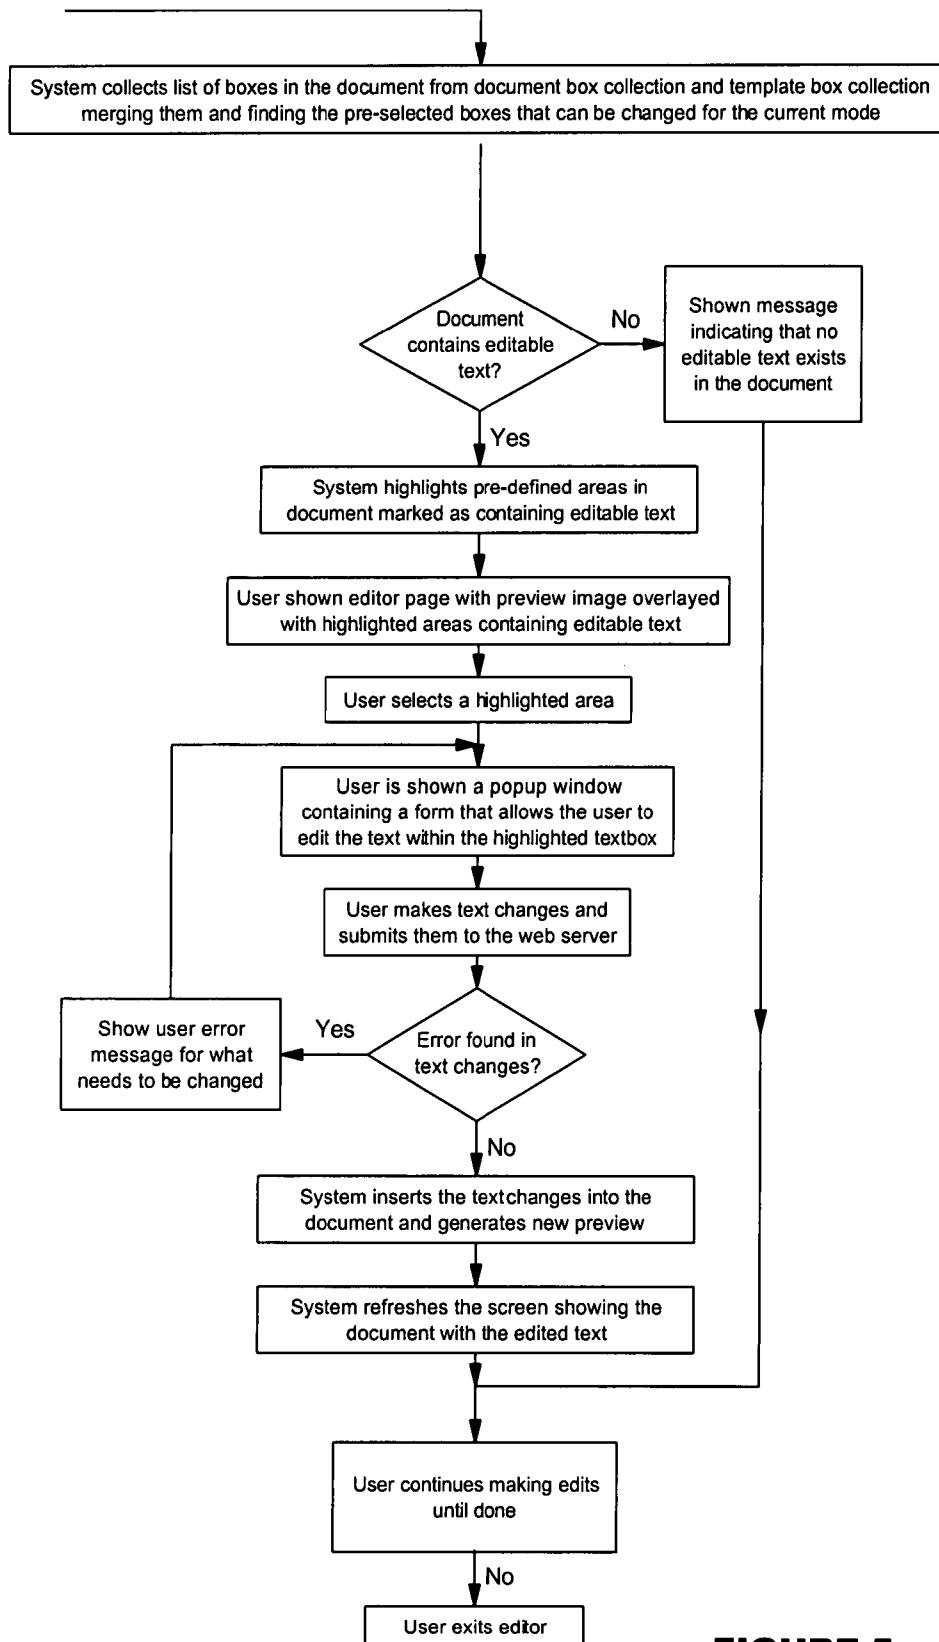 System collects list of boxes in the document from document box collection and template box collection
merging them and finding the pre-selected boxes that can be changed for the current mode
Document
contains editable
text?
No
Shown message
indicating that no
editable text exists
in the document
Yes
System highlights pre-defined areas in
document marked as containing editable text
User shown editor page with preview image overlayed
with highlighted areas containing editable text
User selects a highlighted area
User is shown a popup window
containing a form that allows the user to
edit the text within the highlighted textbox
User makes text changes and
submits them to the web server
Error found in
text changes?
Yes
Show user error
message for what
needs to be changed
No
System inserts the text changes into the
document and generates new preview
System refreshes the screen showing the
document with the edited text
User continues making edits
until done
No
User exits editor